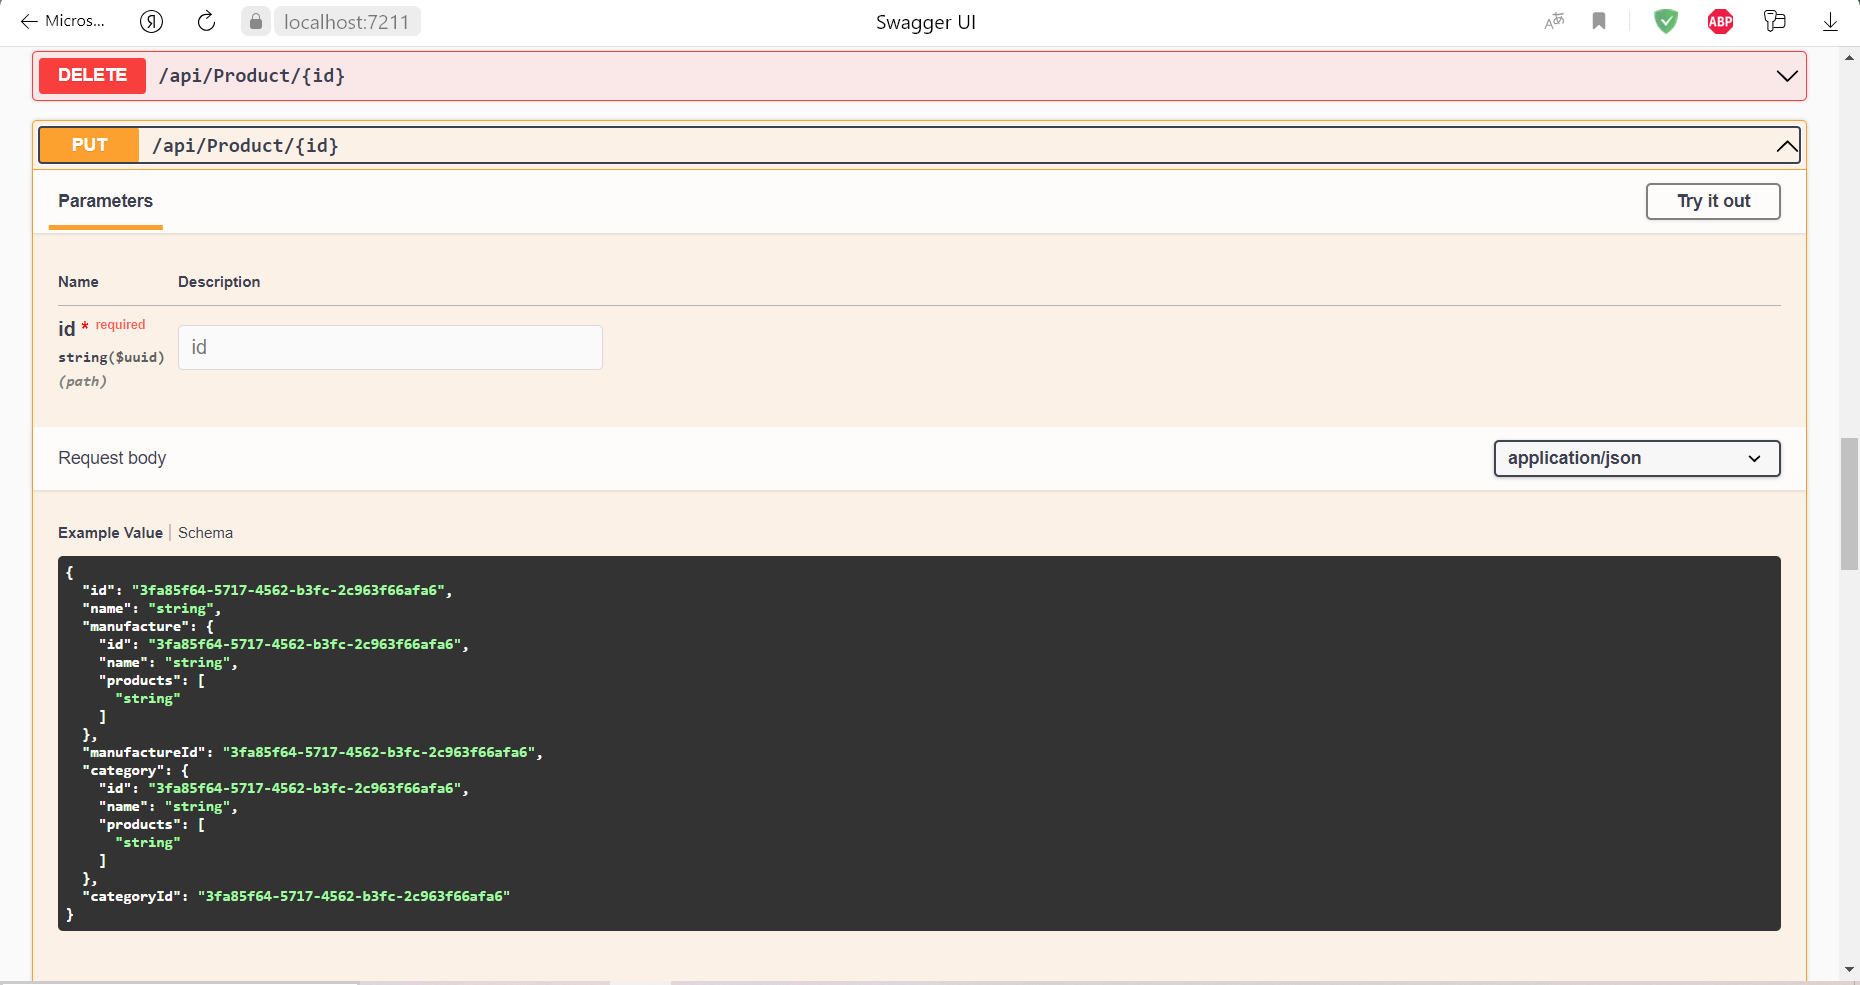 Micros...
Я
localhost:7211
Swagger UI
ABP
DELETE /api/Product/{id}
PUT /api/Product/{id}
Parameters
Try it out
Name Description
id * required
string($uuid)
(path)
id
Request body
application/json
Example Value | Schema
{
  "id": "3fa85f64-5717-4562-b3fc-2c963f66afa6",
  "name": "string",
  "manufacture": {
    "id": "3fa85f64-5717-4562-b3fc-2c963f66afa6",
    "name": "string",
    "products": [
      "string"
    ]
  },
  "manufactureId": "3fa85f64-5717-4562-b3fc-2c963f66afa6",
  "category": {
    "id": "3fa85f64-5717-4562-b3fc-2c963f66afa6",
    "name": "string",
    "products": [
      "string"
    ]
  },
  "categoryId": "3fa85f64-5717-4562-b3fc-2c963f66afa6"
}